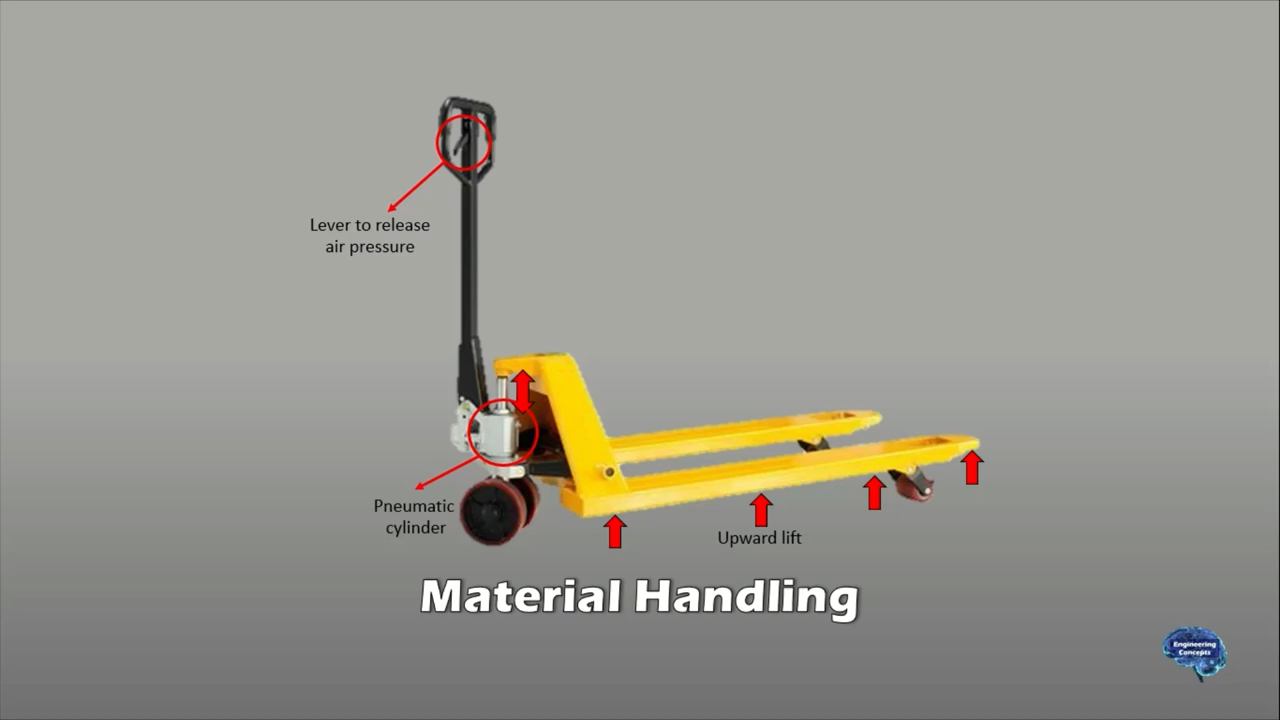 Lever to release
air pressure
Pneumatic
cylinder
Upward lift
Material Handling
Engineering
Concepts